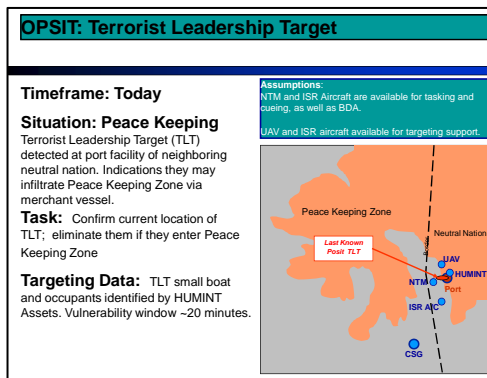 OPSIT: Terrorist Leadership Target
Timeframe: Today
Situation: Peace Keeping
Terrorist Leadership Target (TLT)
detected at port facility of neighboring
neutral nation. Indications they may
infiltrate Peace Keeping Zone via
merchant vessel.
Task: Confirm current location of
TLT; eliminate them if they enter Peace
Keeping Zone
Targeting Data: TLT small boat
and occupants identified by HUMINT
Assets. Vulnerability window ~20 minutes.
Assumptions:
NTM and ISR Aircraft are available for tasking and
cueing, as well as BDA.
UAV and ISR aircraft available for targeting support.
Peace Keeping Zone
Neutral Nation
Border
Last Known
Posit TLT
UAV
HUMINT
NTM
Port
ISR A/C
CSG